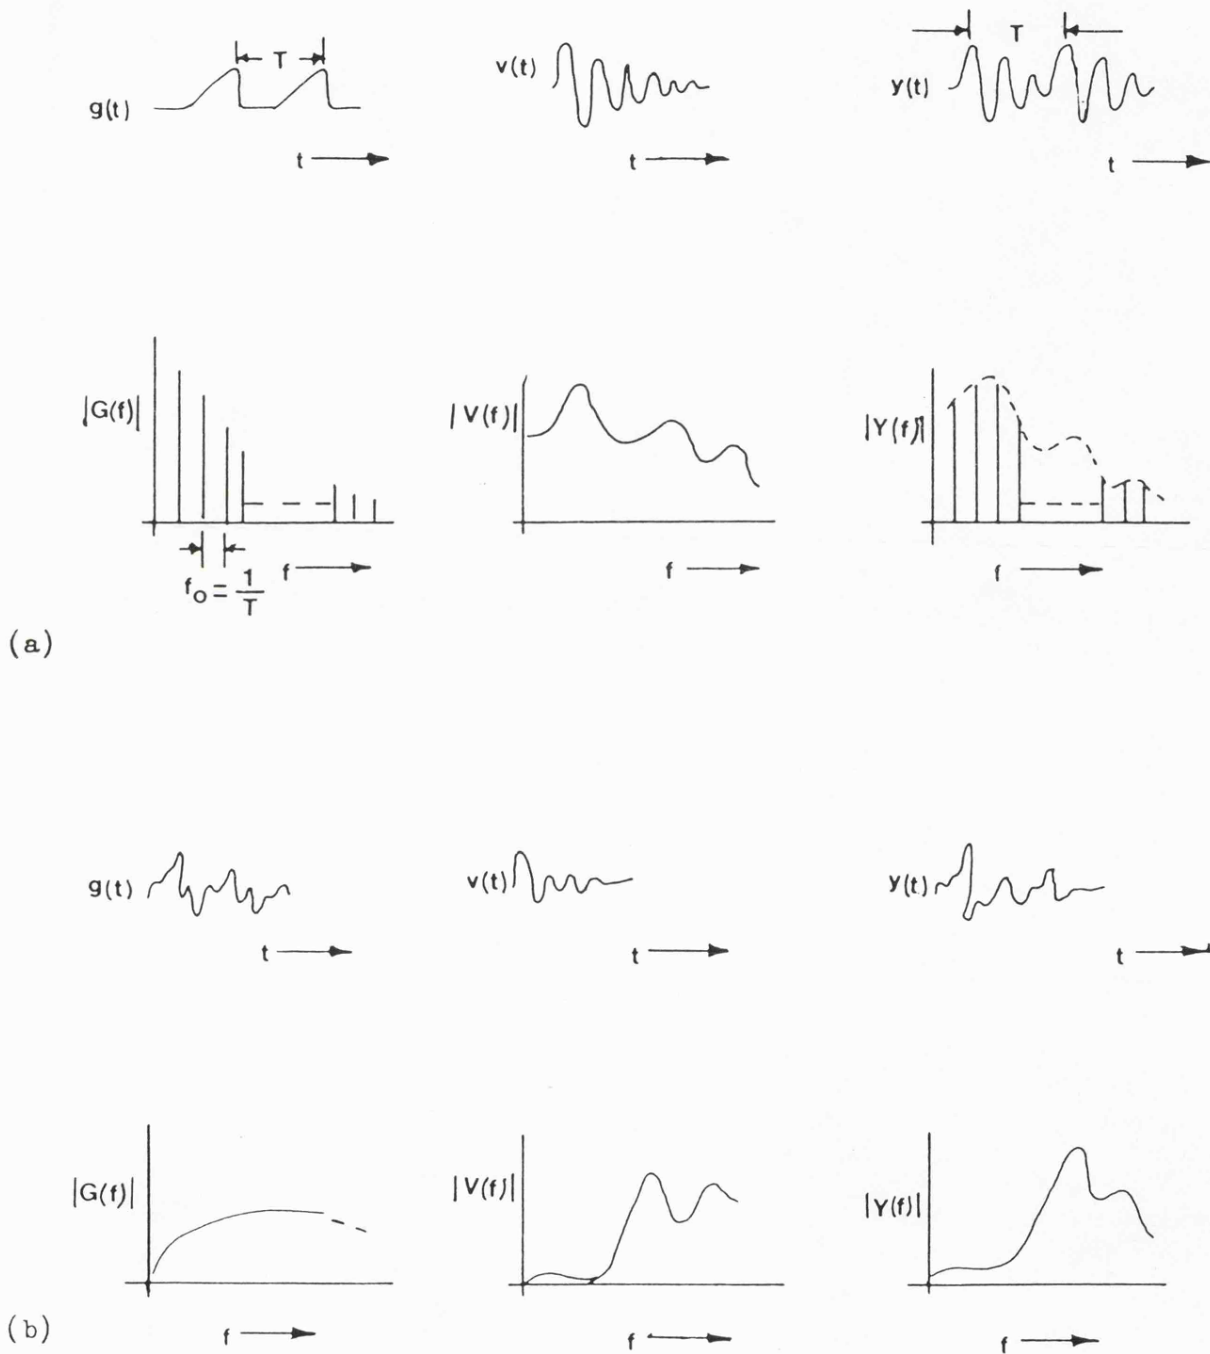 T
g(t)
t
v(t)
t
T
y(t)
t
|G(f)|
f₀ = 1/T
f
|V(f)|
f
|Y(f)|
f
(a)
g(t)
t
v(t)
t
y(t)
t
|G(f)|
f
|V(f)|
f
|Y(f)|
f
(b)